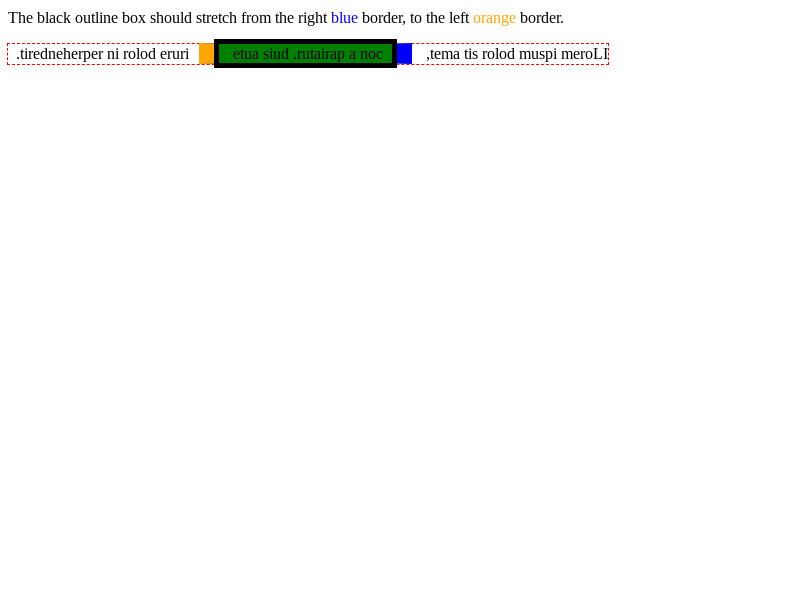 The black outline box should stretch from the right blue border, to the left orange border.
.tiredneherper ni rolod eruri etua siud .rutairap a noc ,tema tis rolod muspi meroLI